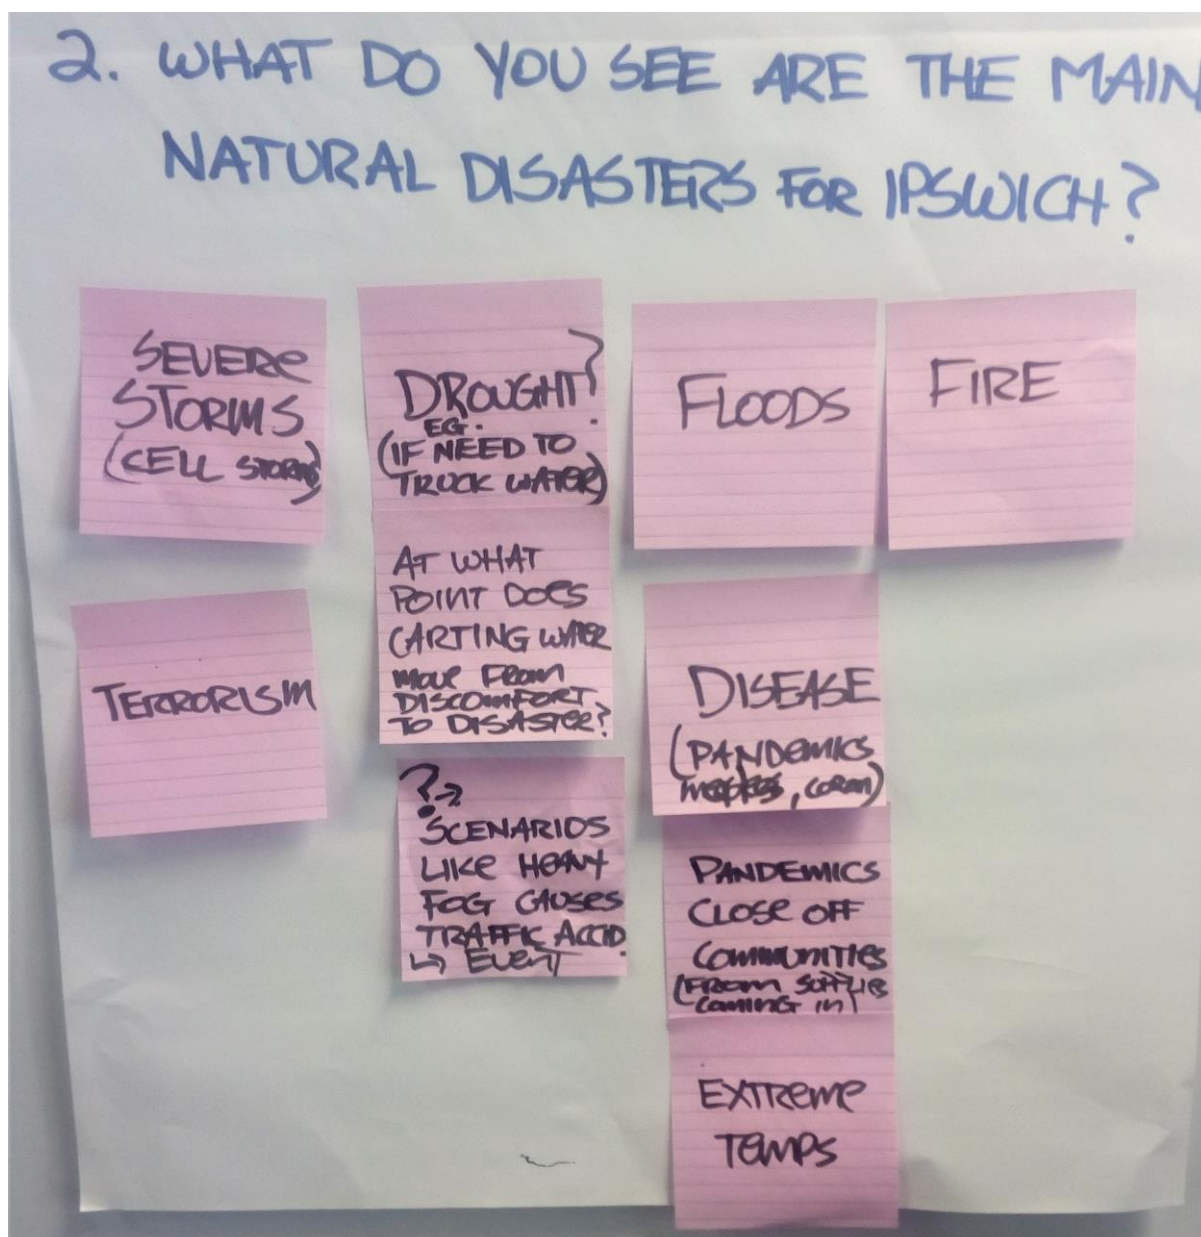 2. WHAT DO YOU SEE ARE THE MAIN
NATURAL DISASTERS FOR IPSWICH?
SEVERE
STORMS
(CELL STORMS)
DROUGHT?
EG.
(IF NEED TO
TRUCK WATER)
FLOODS
FIRE
TERRORISM
AT WHAT
POINT DOES
CARTING WATER
MOVE FROM
DISCOMFORT
TO DISASTER?
DISEASE
(PANDEMICS
, CORON)
? →
SCENARIOS
LIKE HEAVY
FOG CAUSES
TRAFFIC ACCID.
↳ EVENT
PANDEMICS
CLOSE OFF
COMMUNITIES
(FROM SUPPLIES
COMING IN)
EXTREME
TEMPS